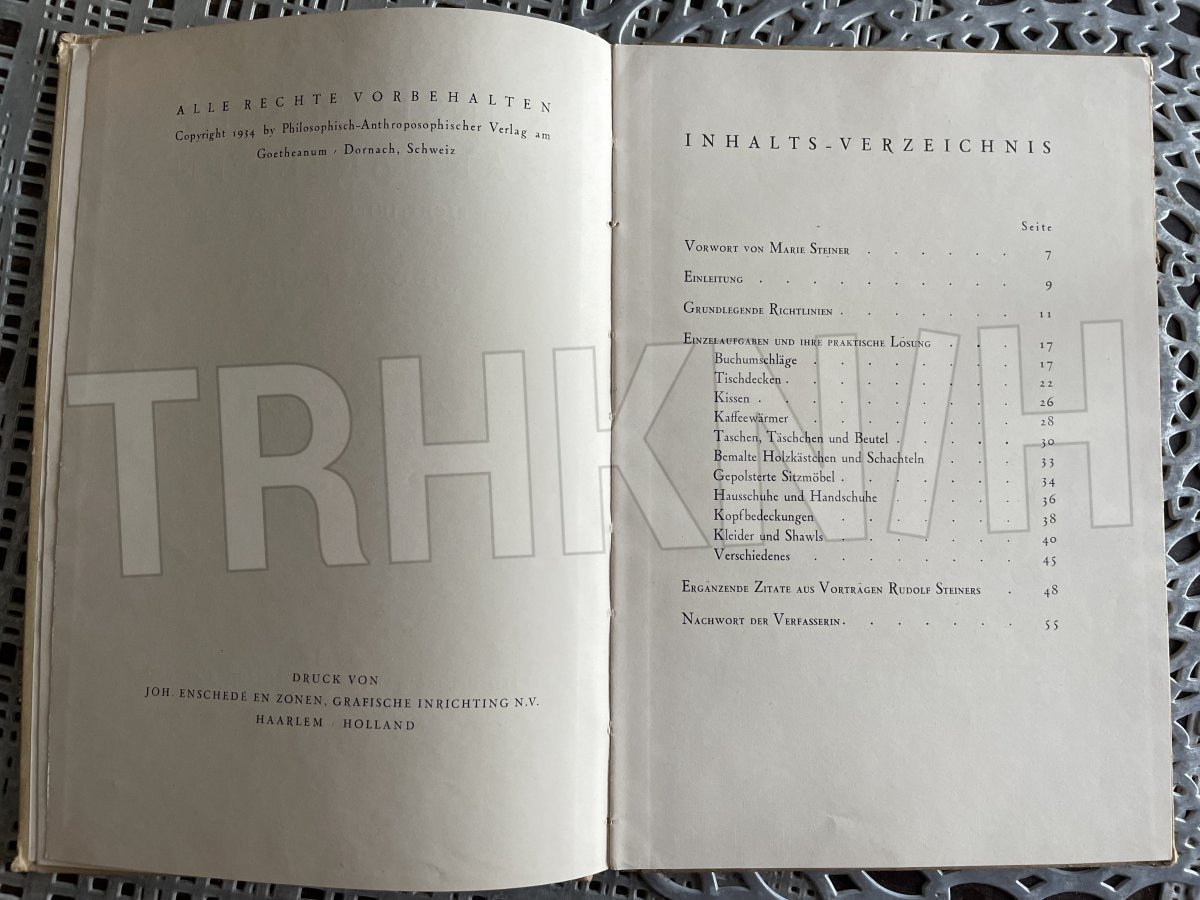 ALLE RECHTE VORBEHALTEN
Copyright 1934 by Philosophisch-Anthroposophischer Verlag am
Goetheanum / Dornach, Schweiz
DRUCK VON
JOH. ENSCHEDÉ EN ZONEN, GRAFISCHE INRICHTING N.V.
HAARLEM / HOLLAND
INHALTS-VERZEICHNIS
Seite
VORWORT VON MARIE STEINER . . . . . . 7
EINLEITUNG . . . . . . . . . . 9
GRUNDLEGENDE RICHTLINIEN . . . . . . . 11
EINZELAUFGABEN UND IHRE PRAKTISCHE LÖSUNG . . . 17
Buchumschläge . . . . . . . . 17
Tischdecken . . . . . . . . . 22
Kissen . . . . . . . . . . 26
Kaffeewärmer . . . . . . . . 28
Taschen, Täschchen und Beutel . . . . . 30
Bemalte Holzkästchen und Schachteln . . . 33
Gepolsterte Sitzmöbel . . . . . . . 34
Hausschuhe und Handschuhe . . . . . 36
Kopfbedeckungen . . . . . . . 38
Kleider und Shawls . . . . . . . 40
Verschiedenes . . . . . . . . 45
ERGÄNZENDE ZITATE AUS VORTRÄGEN RUDOLF STEINERS . 48
NACHWORT DER VERFASSERIN . . . . . . . 55
TRHKN/H